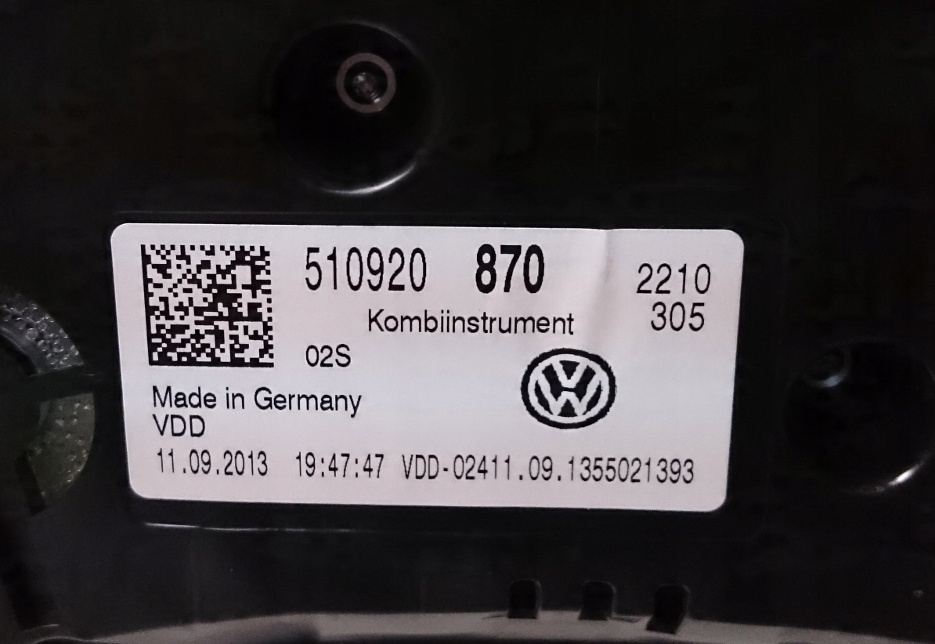 510920 870 2210
305
Kombiinstrument
02S
Made in Germany
VDD
11.09.2013 19:47:47 VDD-02411.09.1355021393